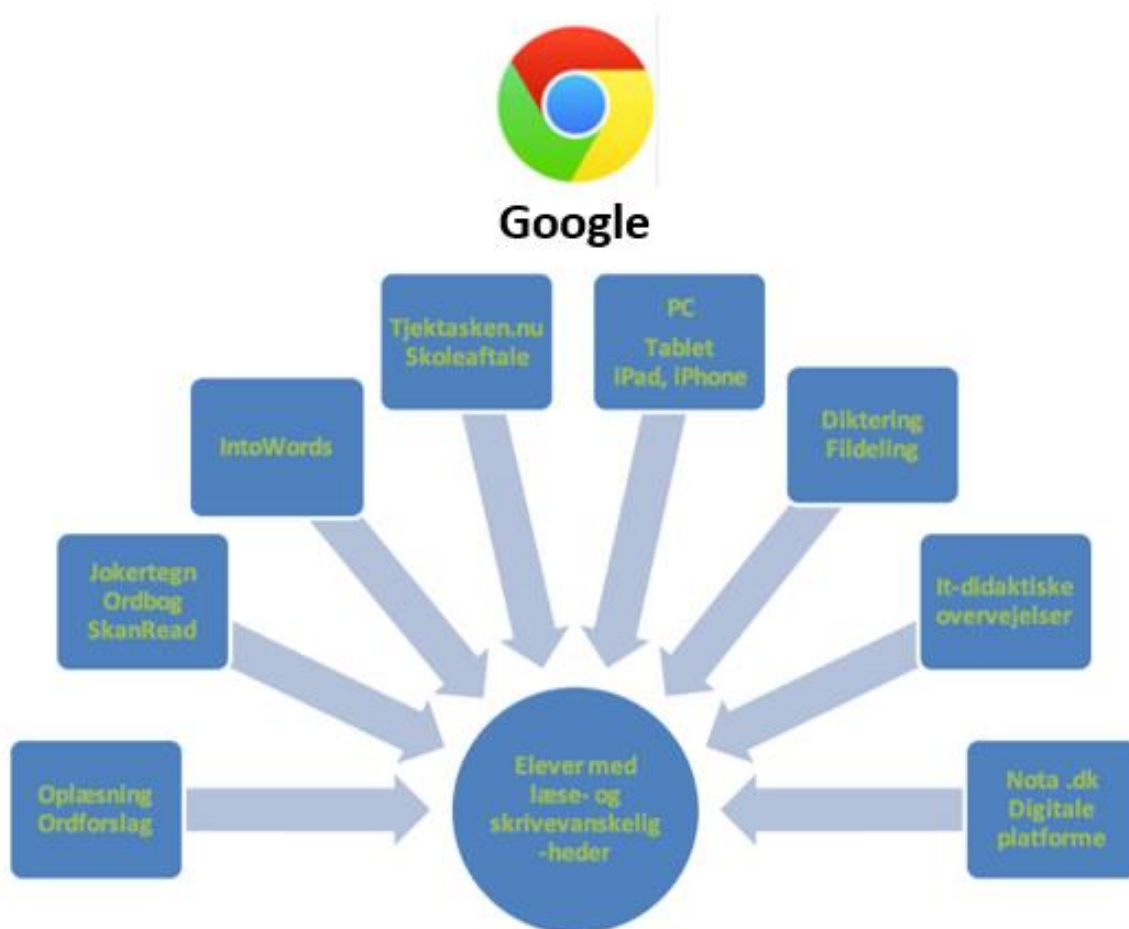 Google
Tjektasken.nu
Skoleaftale
PC
Tablet
iPad, iPhone
IntoWords
Diktering
Fildeling
Jokertegn
Ordbog
SkanRead
It-didaktiske
overvejelser
Oplæsning
Ordforslag
Elever med
læse- og
skrivevanskelig
-heder
Nota .dk
Digitale
platforme